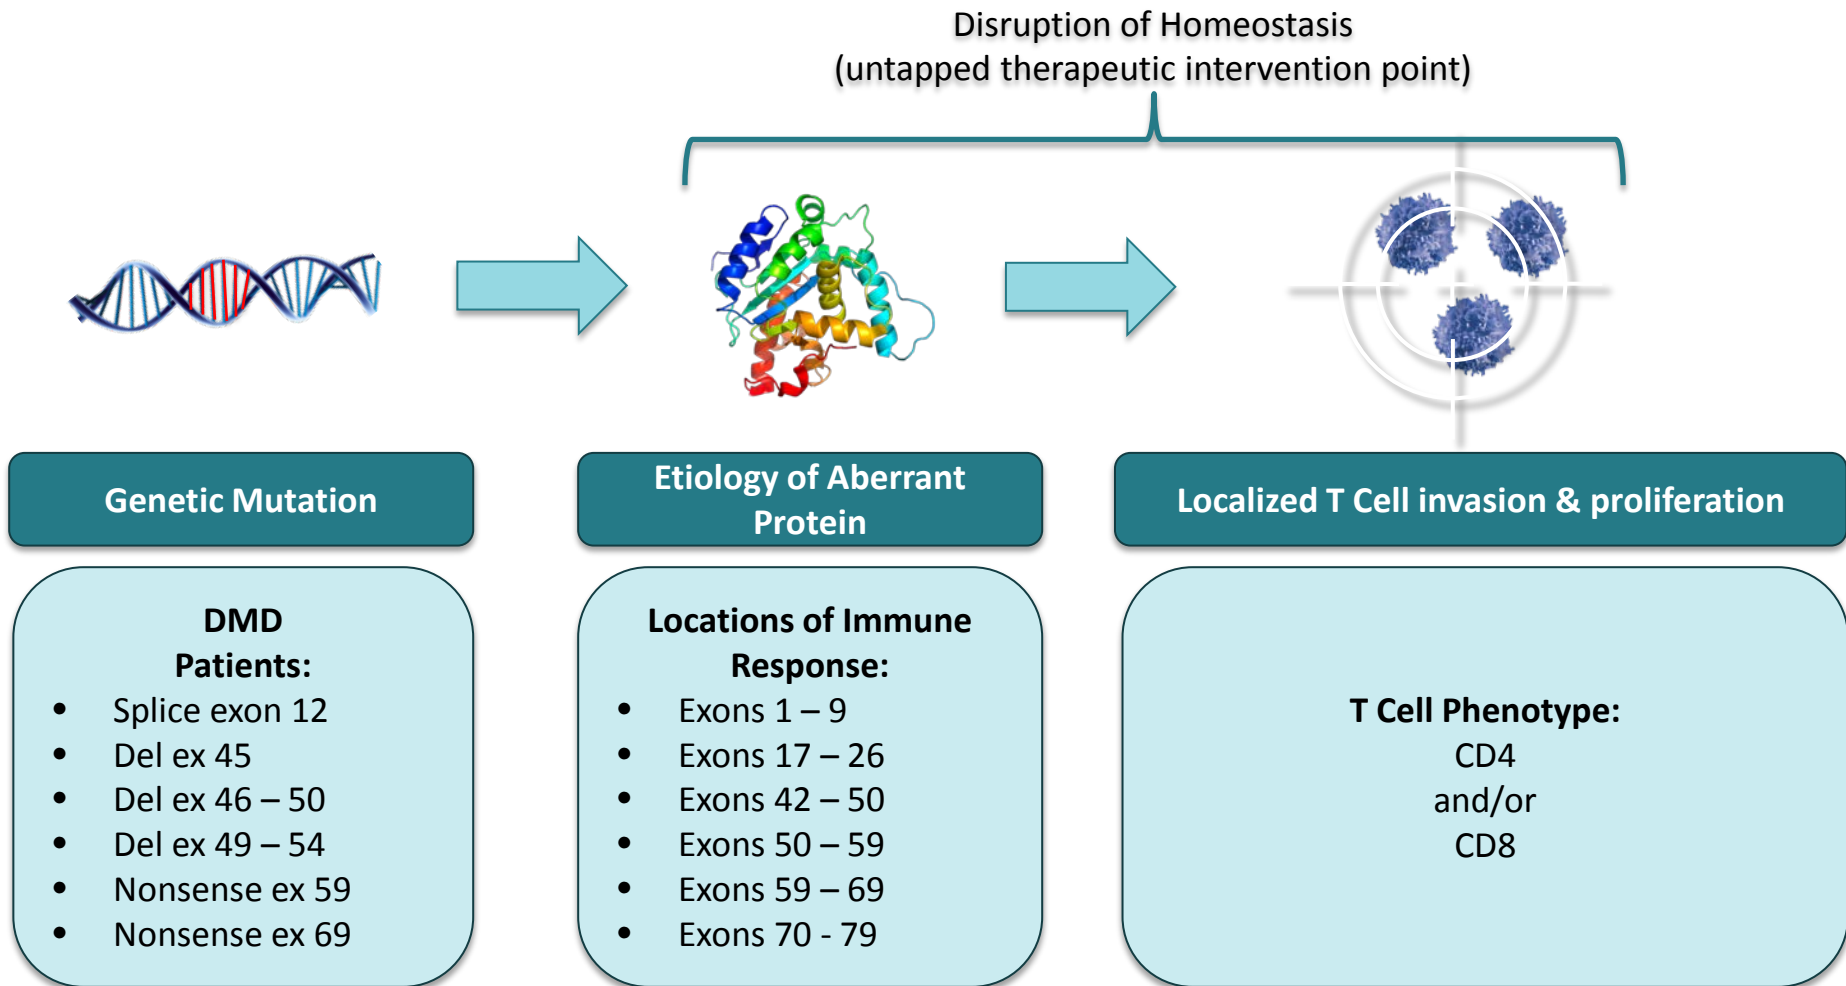 Disruption of Homeostasis
(untapped therapeutic intervention point)
Genetic Mutation
Etiology of Aberrant
Protein
Localized T Cell invasion & proliferation
DMD
Patients:
• Splice exon 12
• Del ex 45
• Del ex 46 – 50
• Del ex 49 – 54
• Nonsense ex 59
• Nonsense ex 69
Locations of Immune
Response:
• Exons 1 – 9
• Exons 17 – 26
• Exons 42 – 50
• Exons 50 – 59
• Exons 59 – 69
• Exons 70 - 79
T Cell Phenotype:
CD4
and/or
CD8